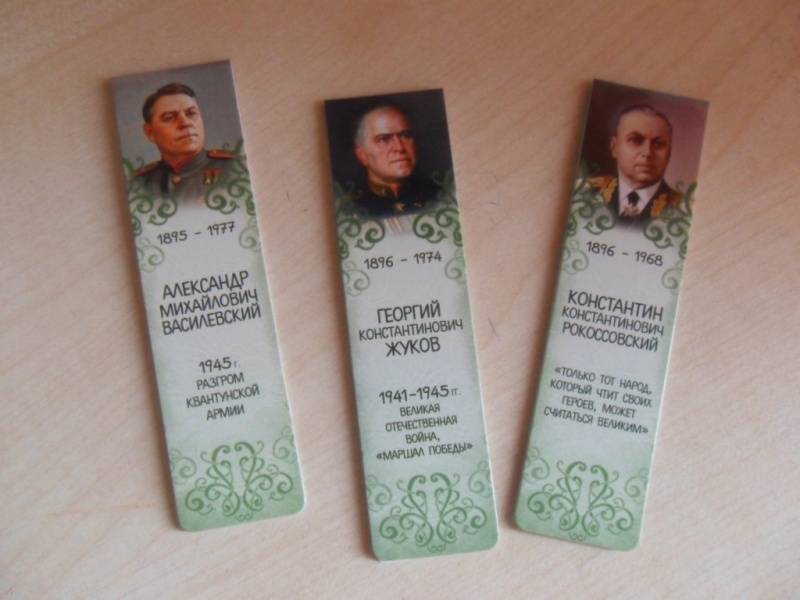 1895 - 1977
АЛЕКСАНДР
МИХАЙЛОВИЧ
ВАСИЛЕВСКИЙ
1945 г.
РАЗГРОМ
КВАНТУНСКОЙ
АРМИИ
1896 - 1974
ГЕОРГИЙ
КОНСТАНТИНОВИЧ
ЖУКОВ
1941-1945 гг.
ВЕЛИКАЯ
ОТЕЧЕСТВЕННАЯ
ВОЙНА,
«МАРШАЛ ПОБЕДЫ»
1896 - 1968
КОНСТАНТИН
КОНСТАНТИНОВИЧ
РОКОССОВСКИЙ
«ТОЛЬКО ТОТ НАРОД,
КОТОРЫЙ ЧТИТ СВОИХ
ГЕРОЕВ, МОЖЕТ
СЧИТАТЬСЯ ВЕЛИКИМ»